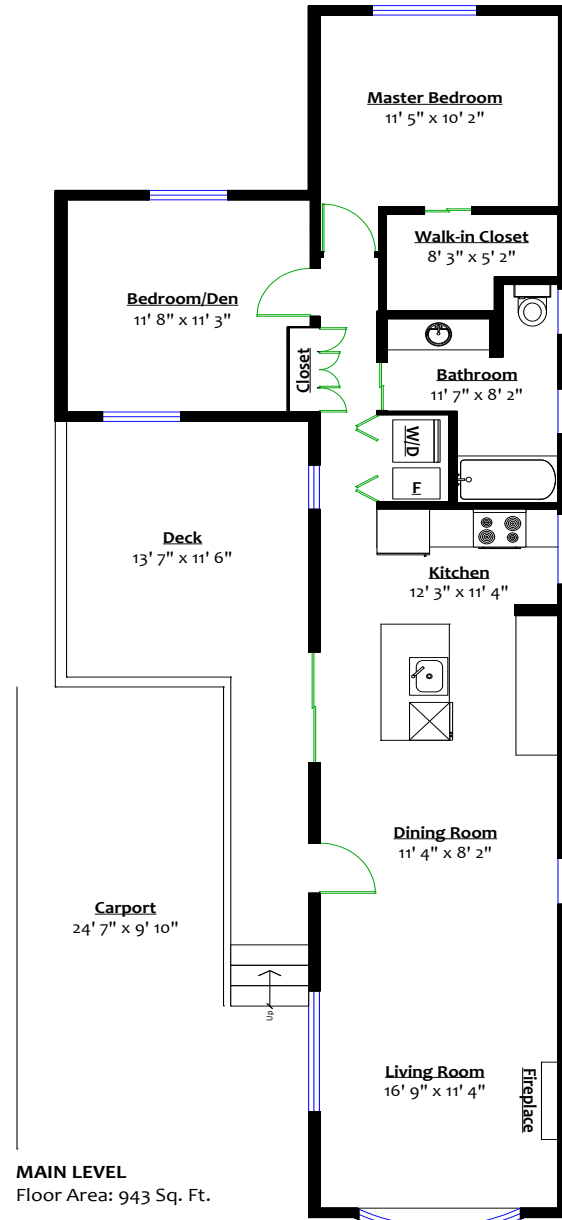 Master Bedroom
11' 5" x 10' 2"
Walk-in Closet
8' 3" x 5' 2"
Bedroom/Den
11' 8" x 11' 3"
Closet
Bathroom
11' 7" x 8' 2"
W/D
F
Deck
13' 7" x 11' 6"
Kitchen
12' 3" x 11' 4"
Dining Room
11' 4" x 8' 2"
Carport
24' 7" x 9' 10"
Up
Living Room
16' 9" x 11' 4"
Fireplace
MAIN LEVEL
Floor Area: 943 Sq. Ft.